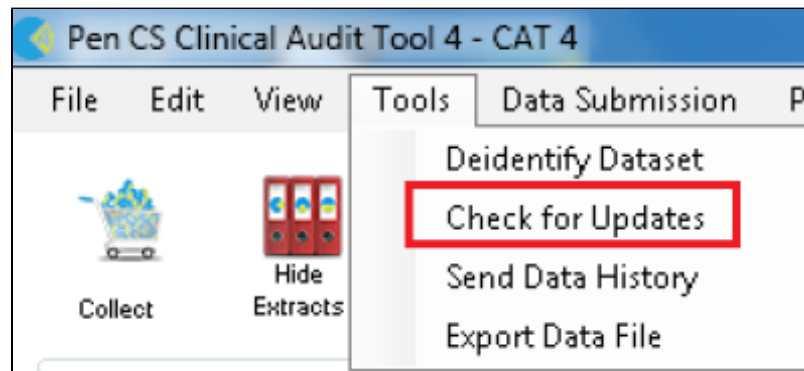 Pen CS Clinical Audit Tool 4 - CAT 4
File Edit View Tools Data Submission P
Deidentify Dataset
Check for Updates
Send Data History
Export Data File
Collect
Hide
Extracts